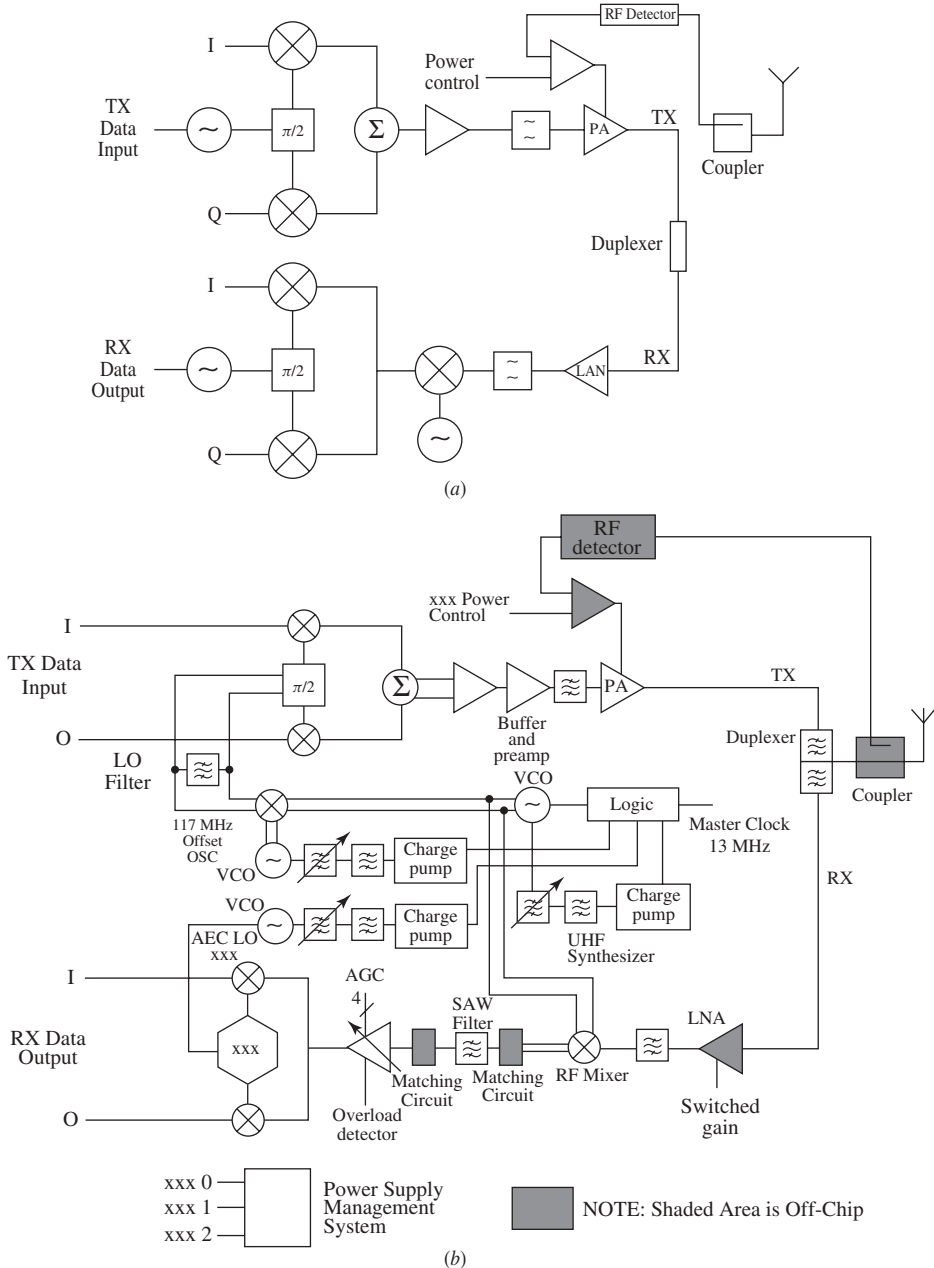 RF Detector
I
Power
control
TX
Data
Input
π/2
Σ
PA
TX
Coupler
Q
Duplexer
I
RX
Data
Output
π/2
LAN
RX
Q
(a)
RF
detector
xxx Power
Control
I
TX Data
Input
π/2
Σ
PA
TX
O
Buffer
and
preamp
Duplexer
LO
Filter
VCO
Coupler
Logic
117 MHz
Offset
OSC
Master Clock
13 MHz
VCO
Charge
pump
RX
VCO
Charge
pump
Charge
pump
AEC LO
xxx
UHF
Synthesizer
I
AGC
4
SAW
Filter
LNA
RX Data
Output
xxx
Matching
Circuit
Matching
Circuit
RF Mixer
O
Overload
detector
Switched
gain
xxx 0
xxx 1
xxx 2
Power Supply
Management
System
NOTE: Shaded Area is Off-Chip
(b)